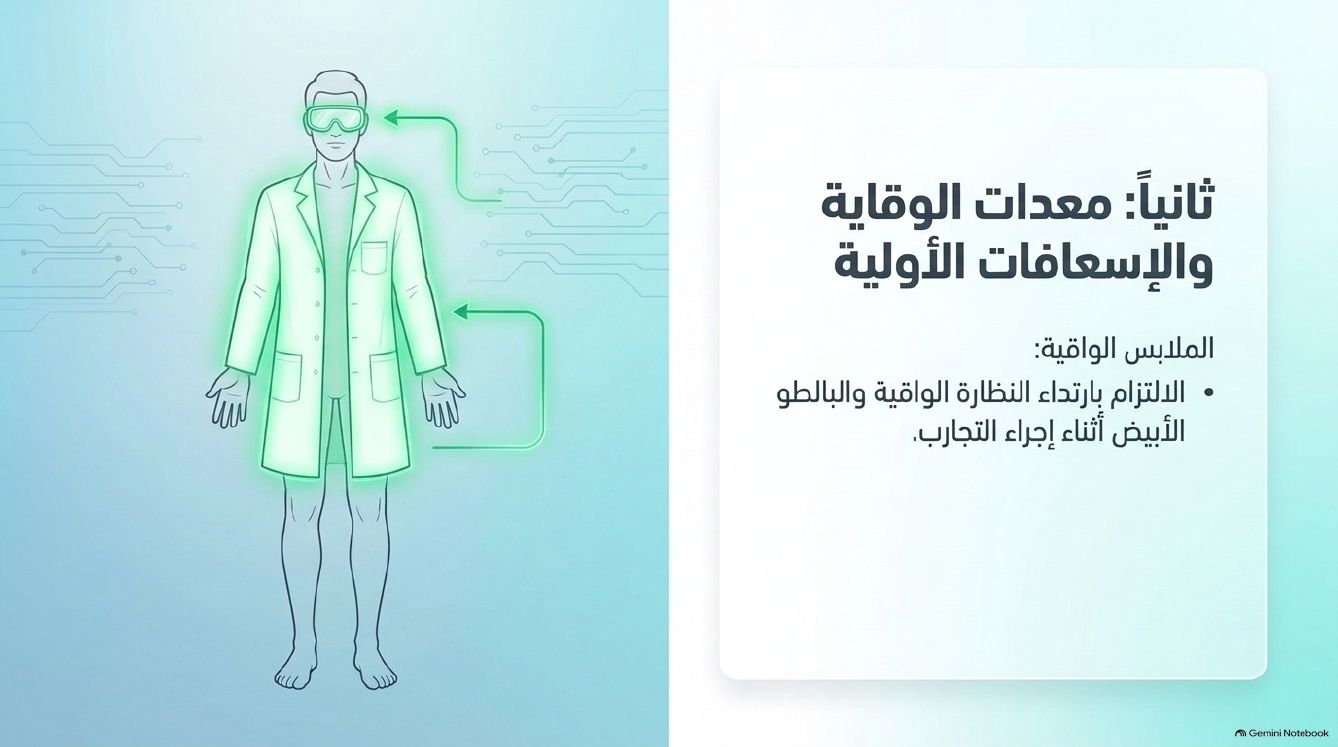 ثانياً: معدات الوقاية
والإسعافات الأولية
الملابس الواقية:
• الالتزام بارتداء النظارة الواقية والبالطو
الأبيض أثناء إجراء التجارب.
Gemini Notebook